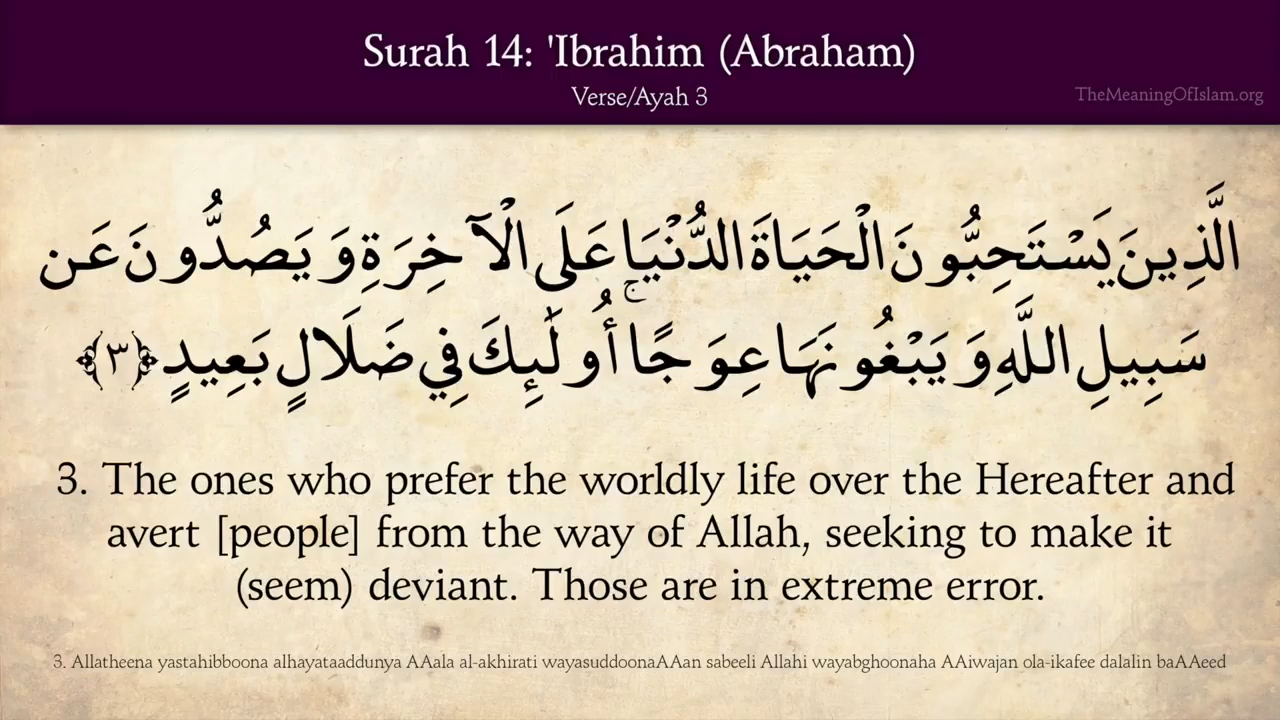 Surah 14: 'Ibrahim (Abraham)
Verse/Ayah 3
TheMeaningOfIslam.org
الَّذِينَ يَسْتَحِبُّونَ الْحَيَاةَ الدُّنْيَا عَلَى الْآخِرَةِ وَيَصُدُّونَ عَن
سَبِيلِ اللَّهِ وَيَبْغُونَهَا عِوَجًا ۚ أُولَٰئِكَ فِي ضَلَالٍ بَعِيدٍ ﴿٣﴾
3. The ones who prefer the worldly life over the Hereafter and
avert [people] from the way of Allah, seeking to make it
(seem) deviant. Those are in extreme error.
3. Allatheena yastahibboona alhayataaddunya AAala al-akhirati wayasuddoonaAAan sabeeli Allahi wayabghoonaha AAiwajan ola-ikafee dalalin baAAeed